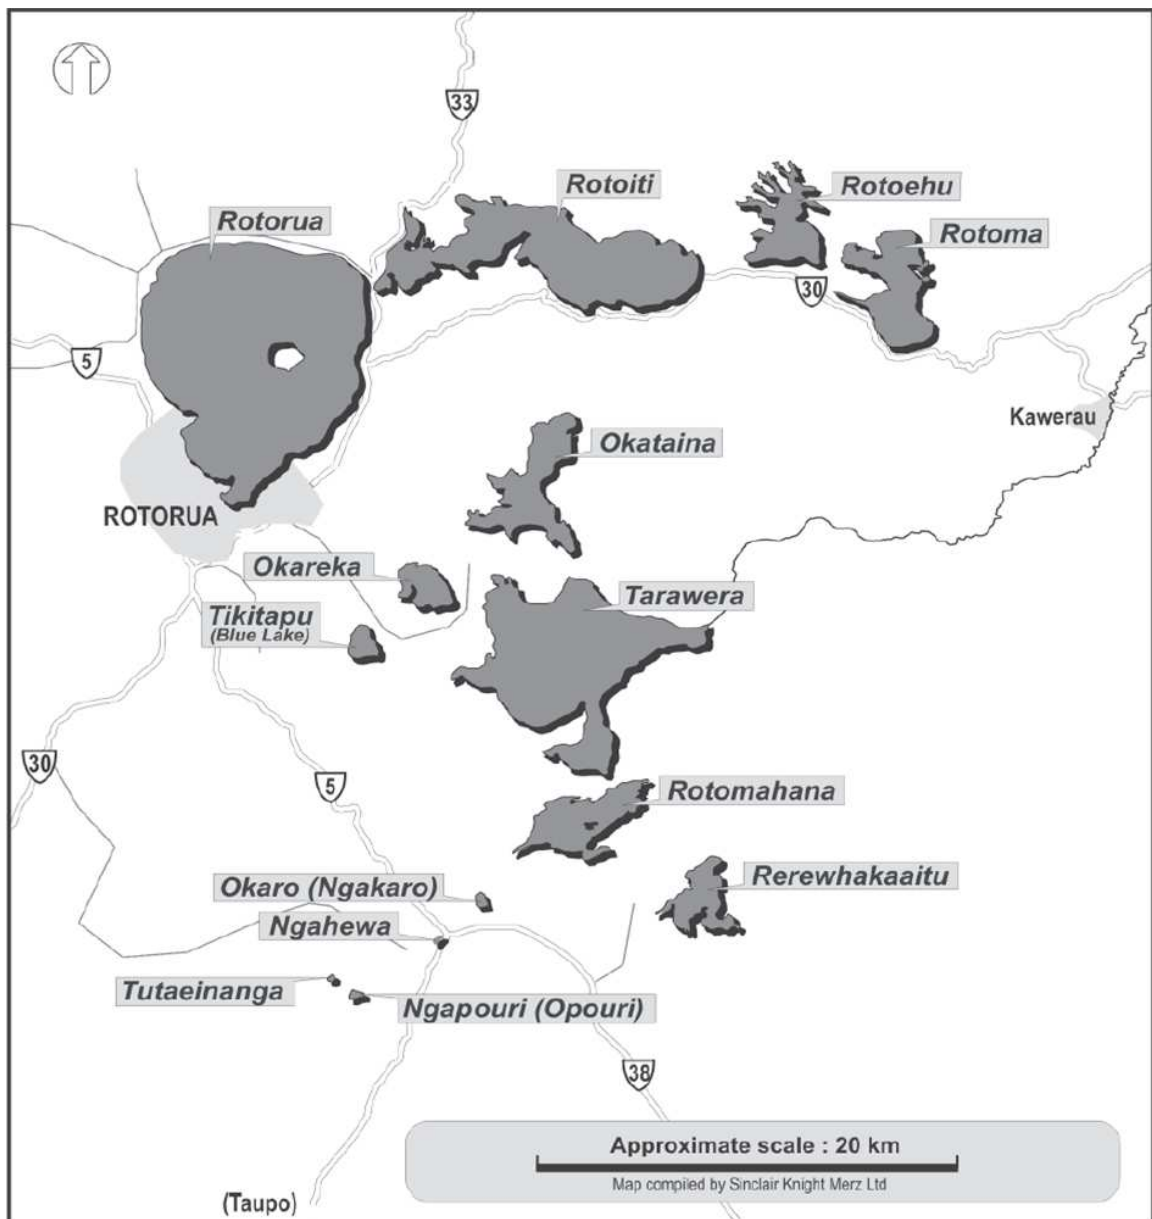 33
Rotoiti
Rotoehu
Rotorua
Rotoma
30
5
Kawerau
Okataina
ROTORUA
Okareka
Tarawera
Tikitapu
(Blue Lake)
30
5
Rotomahana
Okaro (Ngakaro)
Rerewhakaaitu
Ngahewa
Tutaeinanga
Ngapouri (Opouri)
38
Approximate scale : 20 km
Map compiled by Sinclair Knight Merz Ltd
(Taupo)